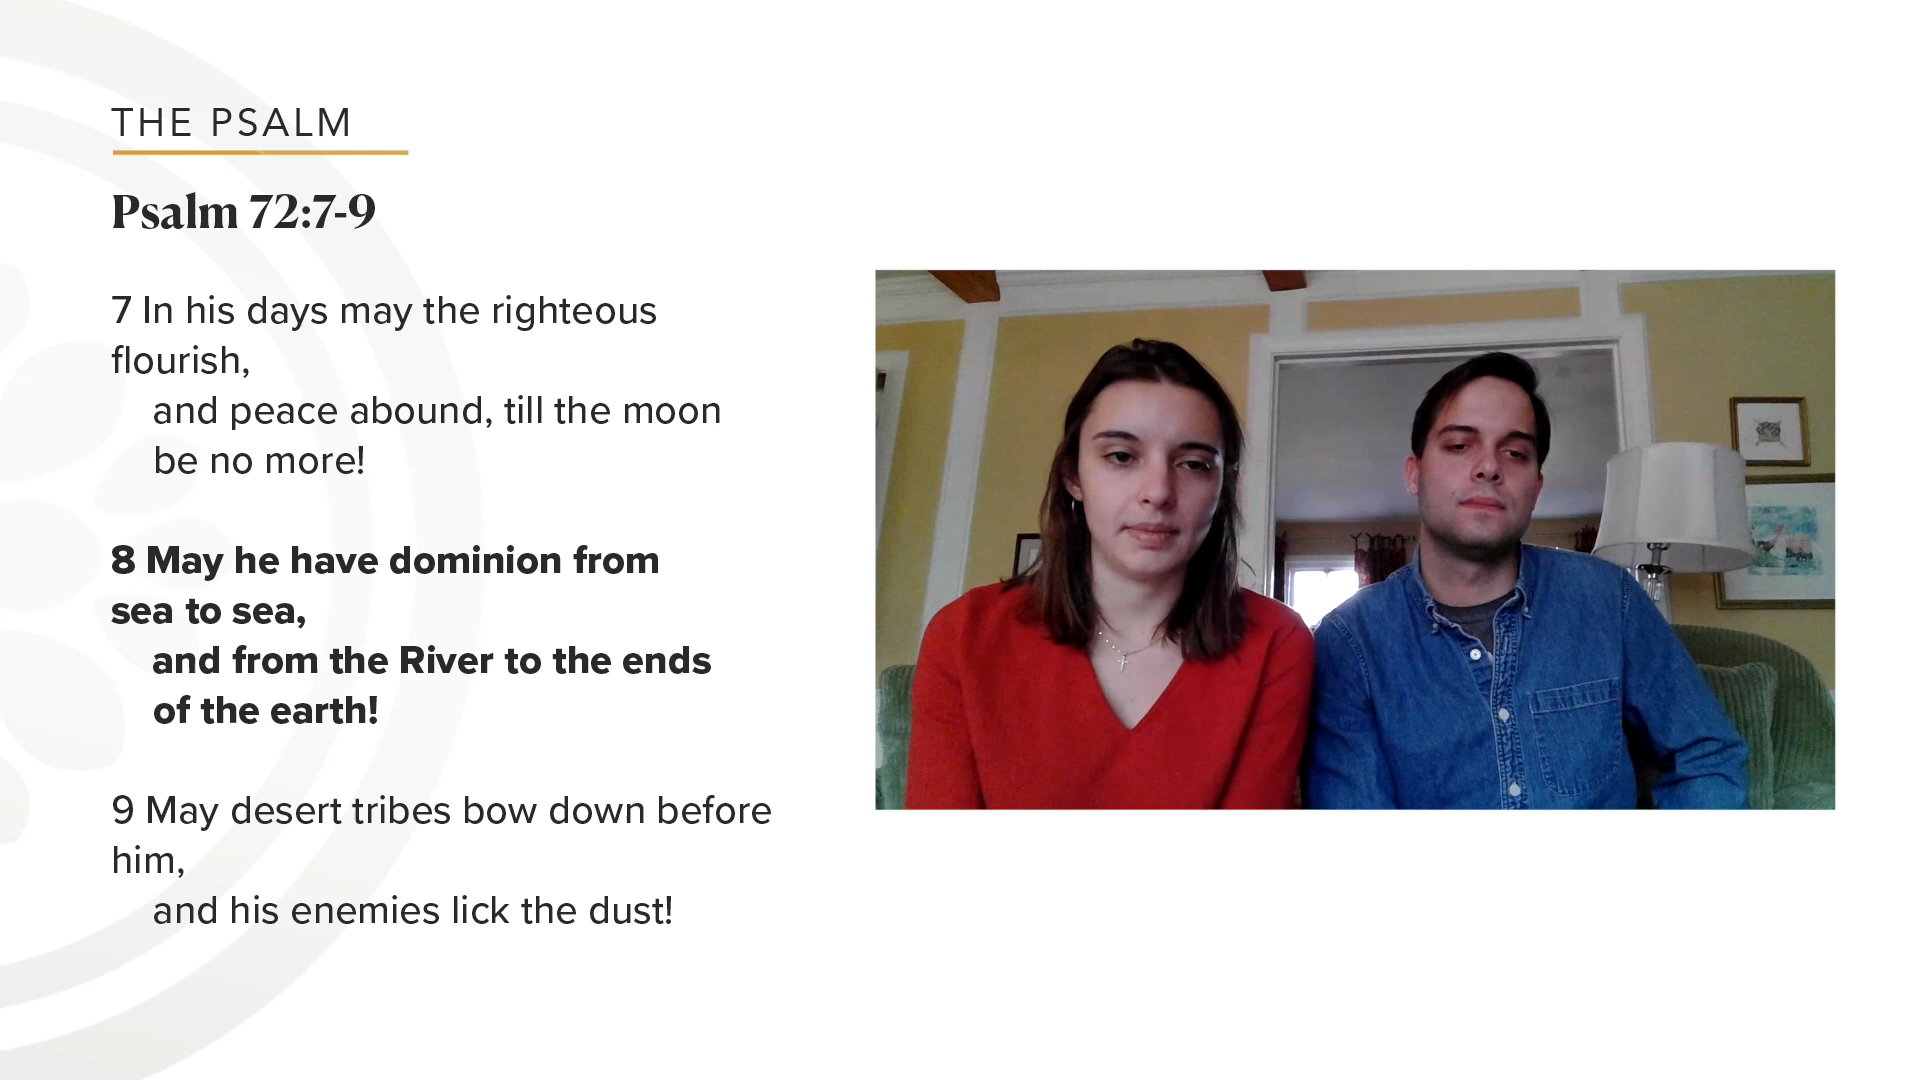 THE PSALM
Psalm 72:7-9
7 In his days may the righteous
flourish,
and peace abound, till the moon
be no more!
8 May he have dominion from
sea to sea,
and from the River to the ends
of the earth!
9 May desert tribes bow down before
him,
and his enemies lick the dust!